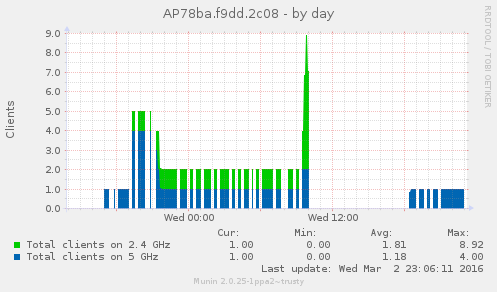 AP78ba.f9dd.2c08 - by day
RRDTOOL / TOBI OETIKER
Clients
9.0
8.0
7.0
6.0
5.0
4.0
3.0
2.0
1.0
0.0
Wed 00:00 Wed 12:00
Cur: Min: Avg: Max:
Total clients on 2.4 GHz 1.00 0.00 1.81 8.92
Total clients on 5 GHz 1.00 0.00 1.18 4.00
Last update: Wed Mar 2 23:06:11 2016
Munin 2.0.25-1ppa2~trusty